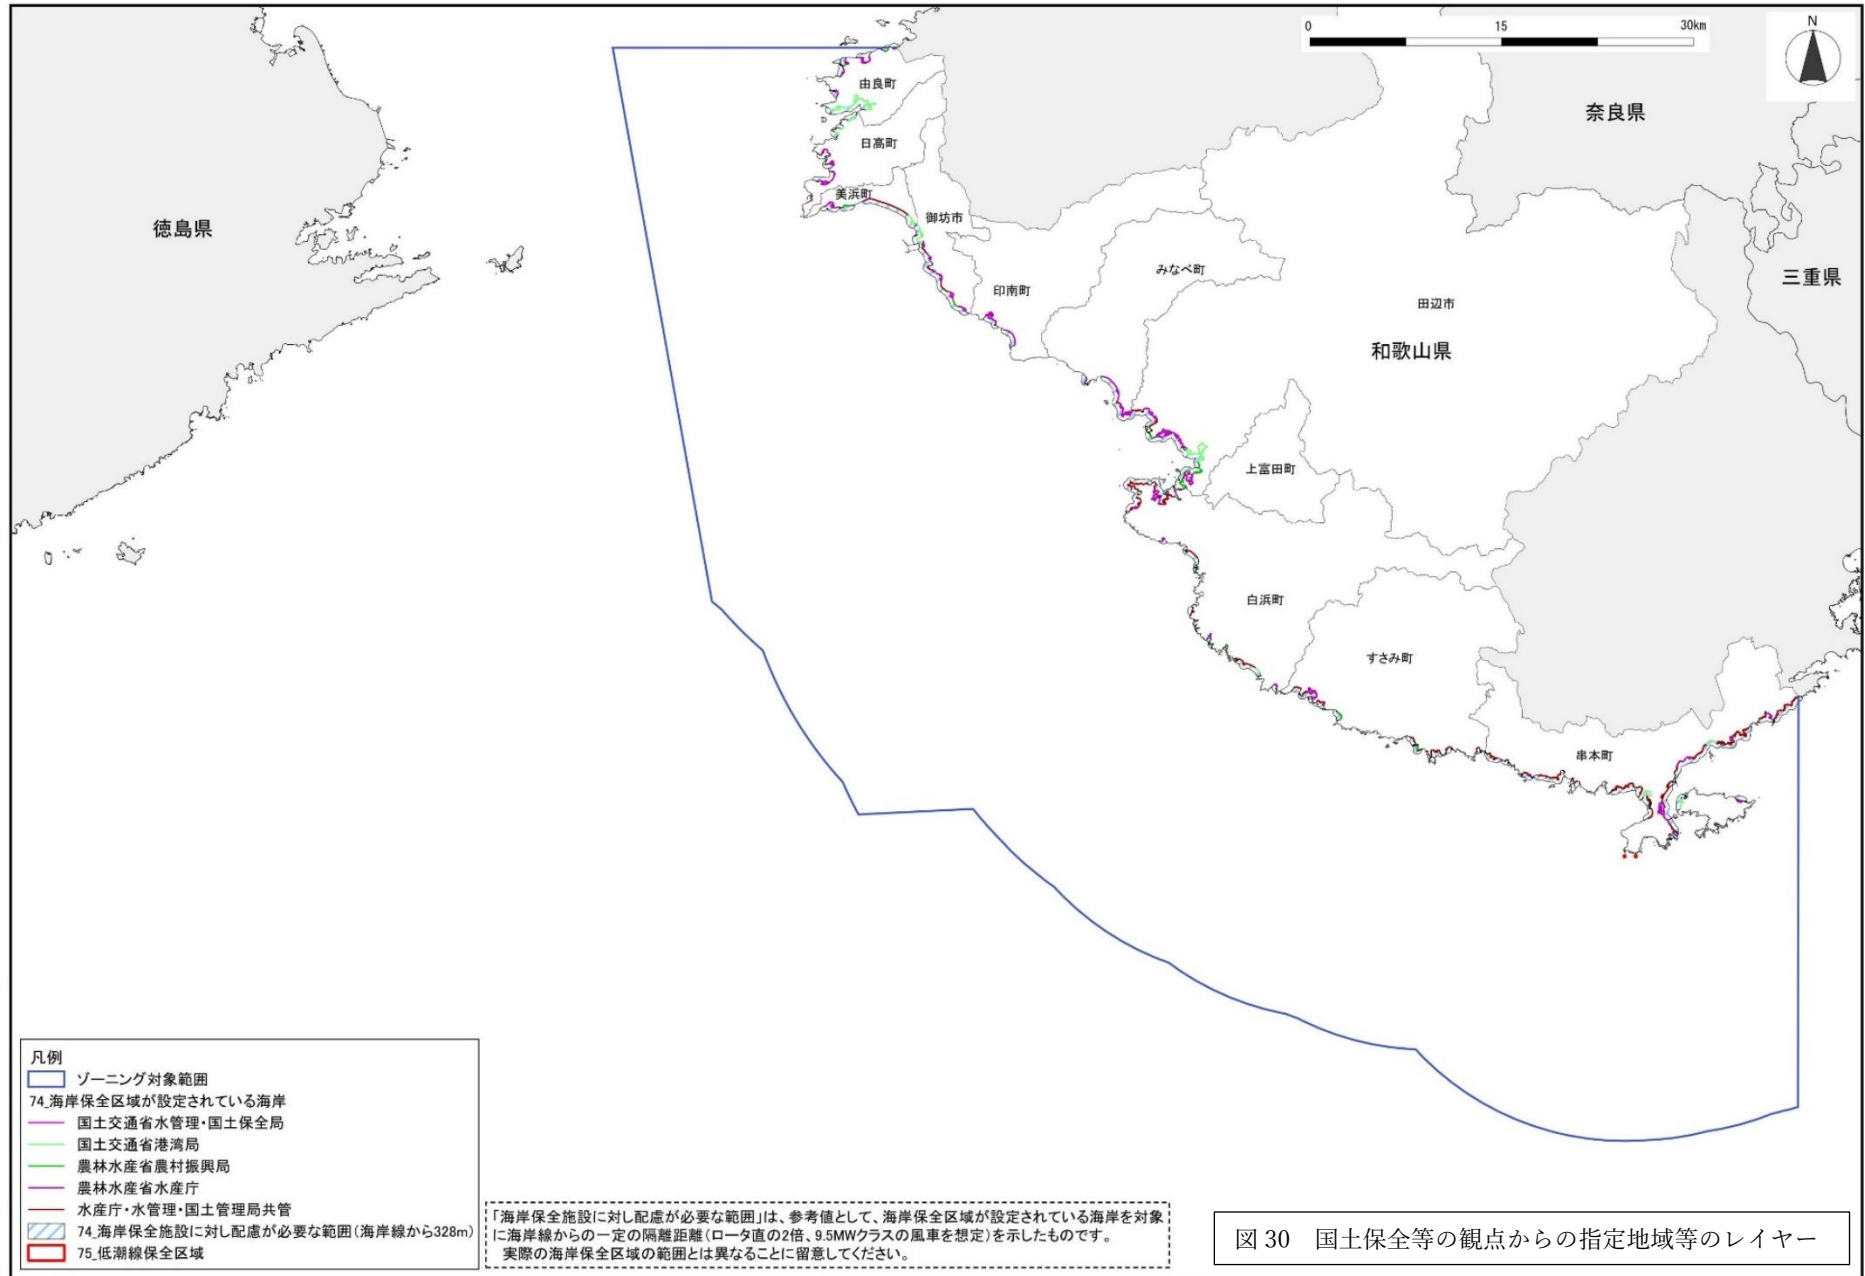 0 15 30km
N
由良町
奈良県
日高町
美浜町
御坊市
徳島県
みなべ町
三重県
印南町
田辺市
和歌山県
上富田町
白浜町
すさみ町
串本町
凡例
ゾーニング対象範囲
74_海岸保全区域が設定されている海岸
国土交通省水管理・国土保全局
国土交通省港湾局
農林水産省農村振興局
農林水産省水産庁
水産庁・水管理・国土管理局共管
74_海岸保全施設に対し配慮が必要な範囲(海岸線から328m)
75_低潮線保全区域
「海岸保全施設に対し配慮が必要な範囲」は、参考値として、海岸保全区域が設定されている海岸を対象
に海岸線からの一定の隔離距離(ロータ直の2倍、9.5MWクラスの風車を想定)を示したものです。
実際の海岸保全区域の範囲とは異なることに留意してください。
図 30 国土保全等の観点からの指定地域等のレイヤー